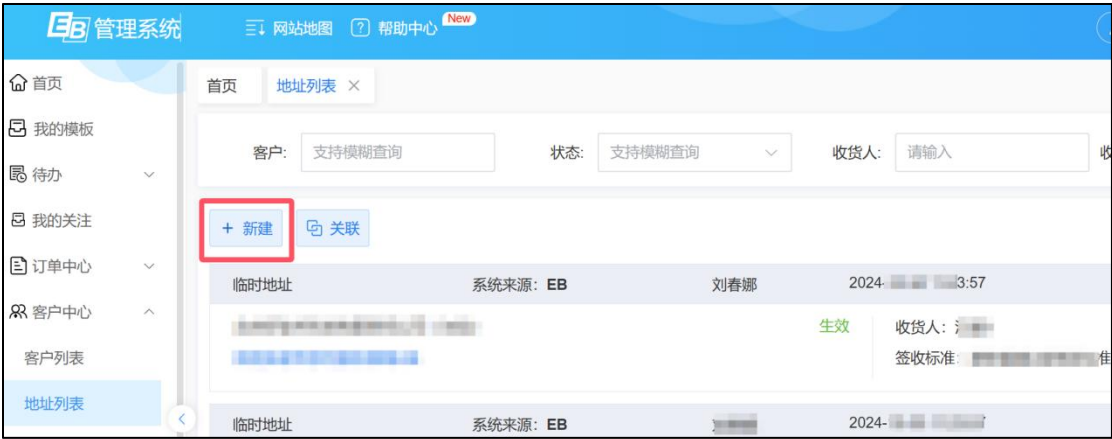 EB 管理系统 网站地图 帮助中心 New
首页
我的模板
待办
我的关注
订单中心
客户中心
客户列表
地址列表
首页 地址列表
客户: 支持模糊查询 状态: 支持模糊查询 收货人: 请输入
+ 新建 关联
临时地址 系统来源：EB 刘春娜 2024- 3:57
生效 收货人：
签收标准：
临时地址 系统来源：EB 2024-